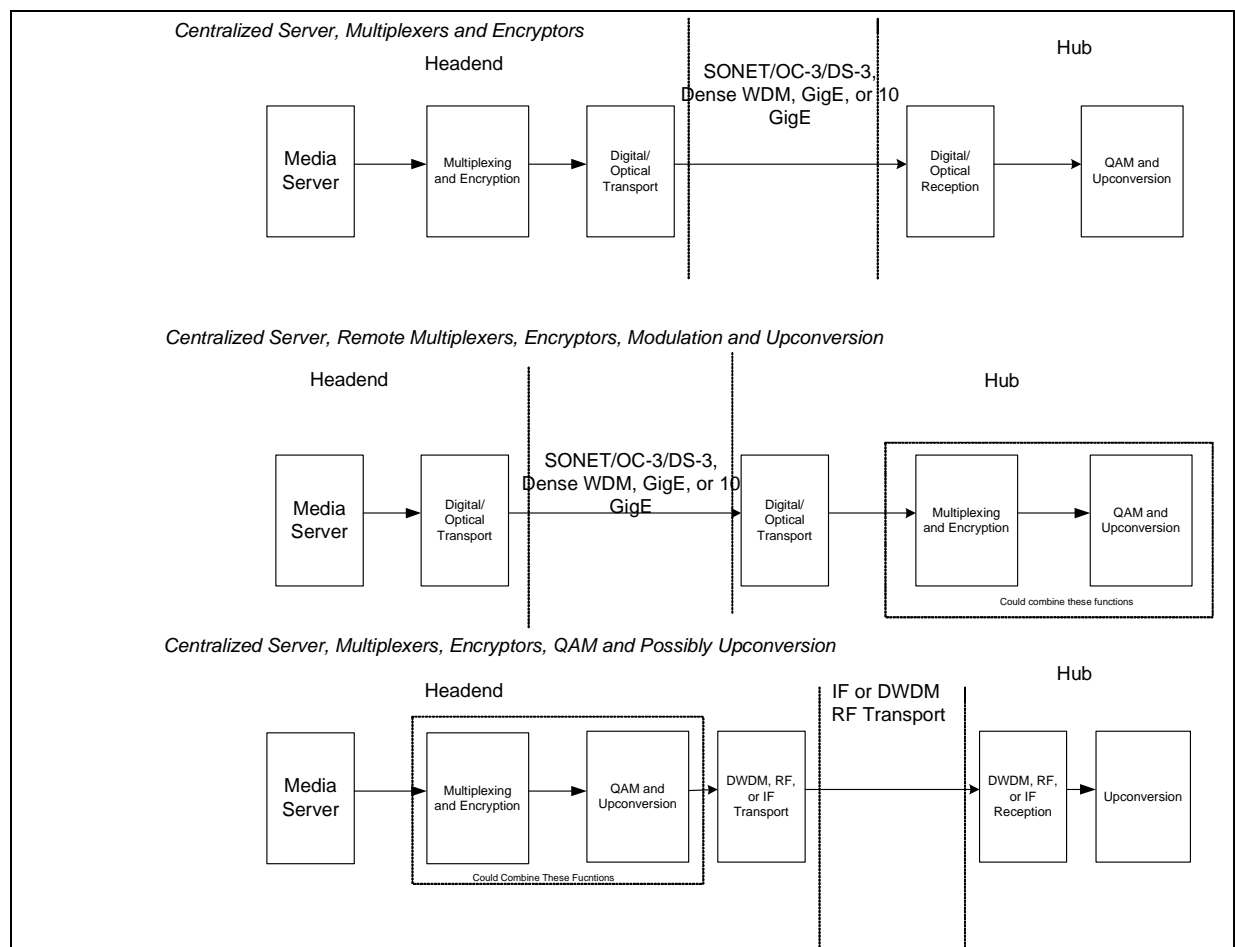 Centralized Server, Multiplexers and Encryptors
Headend
Hub
SONET/OC-3/DS-3,
Dense WDM, GigE, or 10
GigE
Media
Server
Multiplexing
and Encryption
Digital/
Optical
Transport
Digital/
Optical
Reception
QAM and
Upconversion
Centralized Server, Remote Multiplexers, Encryptors, Modulation and Upconversion
Headend
Hub
SONET/OC-3/DS-3,
Dense WDM, GigE, or 10
GigE
Media
Server
Digital/
Optical
Transport
Digital/
Optical
Transport
Multiplexing
and Encryption
QAM and
Upconversion
Could combine these functions
Centralized Server, Multiplexers, Encryptors, QAM and Possibly Upconversion
Headend
IF or DWDM
RF Transport
Hub
Media
Server
Multiplexing
and Encryption
QAM and
Upconversion
DWDM, RF,
or IF
Transport
DWDM, RF,
or IF
Reception
Upconversion
Could Combine These Fucntions